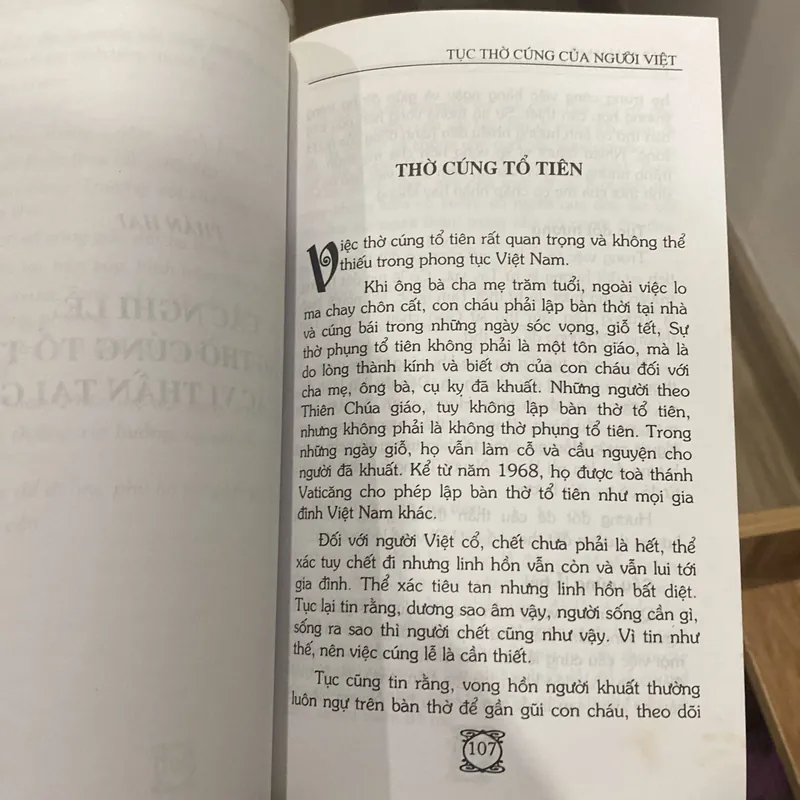 TỤC THỜ CÚNG CỦA NGƯỜI VIỆT
THỜ CÚNG TỔ TIÊN
Việc thờ cúng tổ tiên rất quan trọng và không thể
thiếu trong phong tục Việt Nam.
Khi ông bà cha mẹ trăm tuổi, ngoài việc lo
ma chay chôn cất, con cháu phải lập bàn thời tại nhà
và cúng bái trong những ngày sóc vọng, giỗ tết, Sự
thờ phụng tổ tiên không phải là một tôn giáo, mà là
do lòng thành kính và biết ơn của con cháu đối với
cha mẹ, ông bà, cụ kỵ đã khuất. Những người theo
Thiên Chúa giáo, tuy không lập bàn thờ tổ tiên,
nhưng không phải là không thờ phụng tổ tiên. Trong
những ngày giỗ, họ vẫn làm cỗ và cầu nguyện cho
người đã khuất. Kể từ năm 1968, họ được toà thánh
Vaticăng cho phép lập bàn thờ tổ tiên như mọi gia
đình Việt Nam khác.
Đối với người Việt cổ, chết chưa phải là hết, thể
xác tuy chết đi nhưng linh hồn vẫn còn và vẫn lui tới
gia đình. Thể xác tiêu tan nhưng linh hồn bất diệt.
Tục lại tin rằng, dương sao âm vậy, người sống cần gì,
sống ra sao thì người chết cũng như vậy. Vì tin như
thế, nên việc cúng lễ là cần thiết.
Tục cũng tin rằng, vong hồn người khuất thường
luôn ngự trên bàn thờ để gần gũi con cháu, theo dõi
107